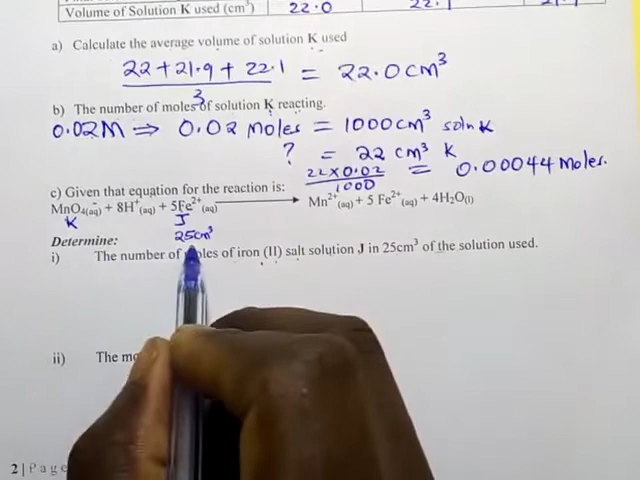 Volume of Solution K used (cm³) 22.0 22.1 21.9
a) Calculate the average volume of solution K used
22 + 21.9 + 22.1 = 22.0 cm³
3
b) The number of moles of solution K reacting.
0.02M ⇒ 0.02 moles = 1000cm³ soln K
? = 22 cm³ K
22 x 0.02 = 0.00044 moles.
1000
c) Given that equation for the reaction is:
MnO₄⁻(aq) + 8H⁺(aq) + 5Fe²⁺(aq) → Mn²⁺(aq) + 5 Fe²⁺(aq) + 4H₂O(l)
K J
25cm³
Determine:
i) The number of moles of iron (II) salt solution J in 25cm³ of the solution used.
ii) The
2 | Page